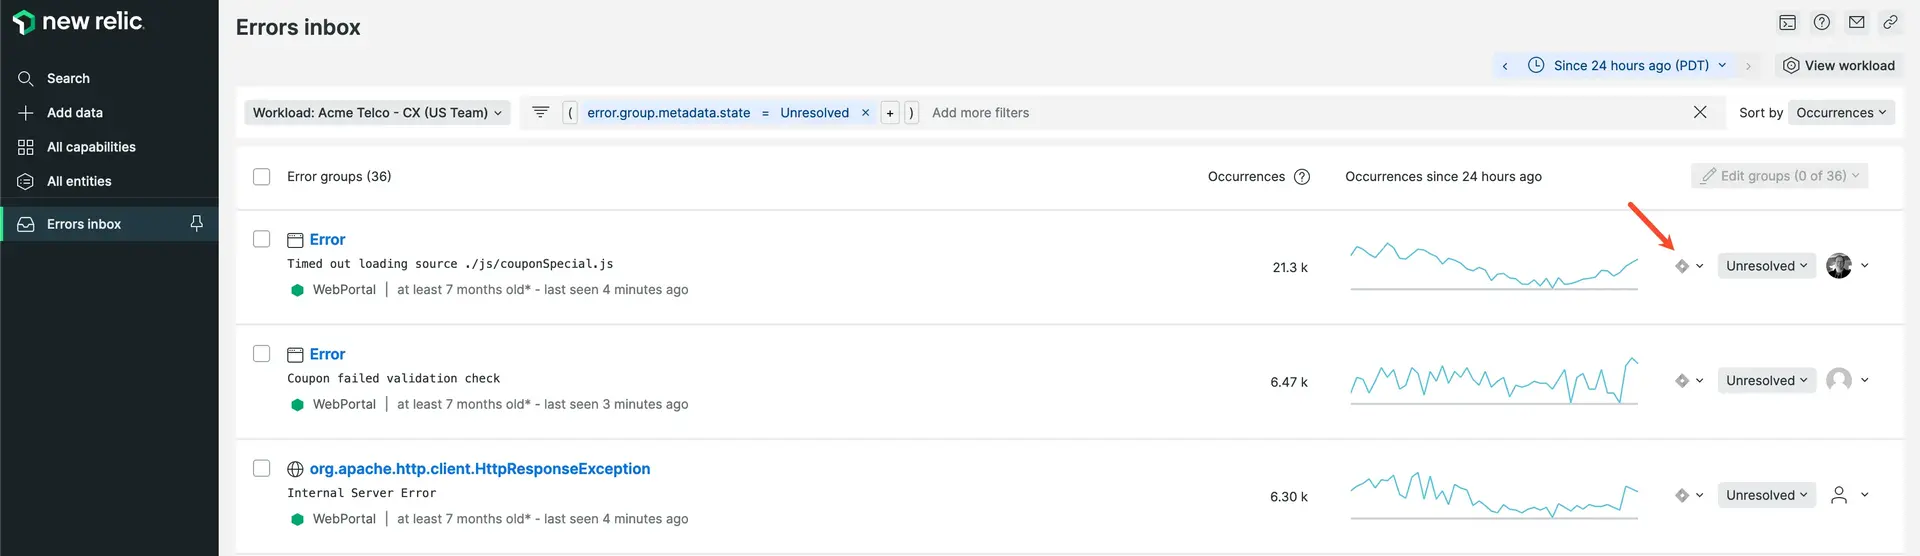 new relic
Search
Add data
All capabilities
All entities
Errors inbox
Errors inbox
Since 24 hours ago (PDT)
View workload
Workload: Acme Telco - CX (US Team)
( error.group.metadata.state = Unresolved × + ) Add more filters
Sort by Occurrences
Error groups (36)
Occurrences ?
Occurrences since 24 hours ago
Edit groups (0 of 36)
Error
Timed out loading source ./js/couponSpecial.js
WebPortal | at least 7 months old* - last seen 4 minutes ago
21.3 k
Unresolved
Error
Coupon failed validation check
WebPortal | at least 7 months old* - last seen 3 minutes ago
6.47 k
Unresolved
org.apache.http.client.HttpResponseException
Internal Server Error
WebPortal | at least 7 months old* - last seen 4 minutes ago
6.30 k
Unresolved